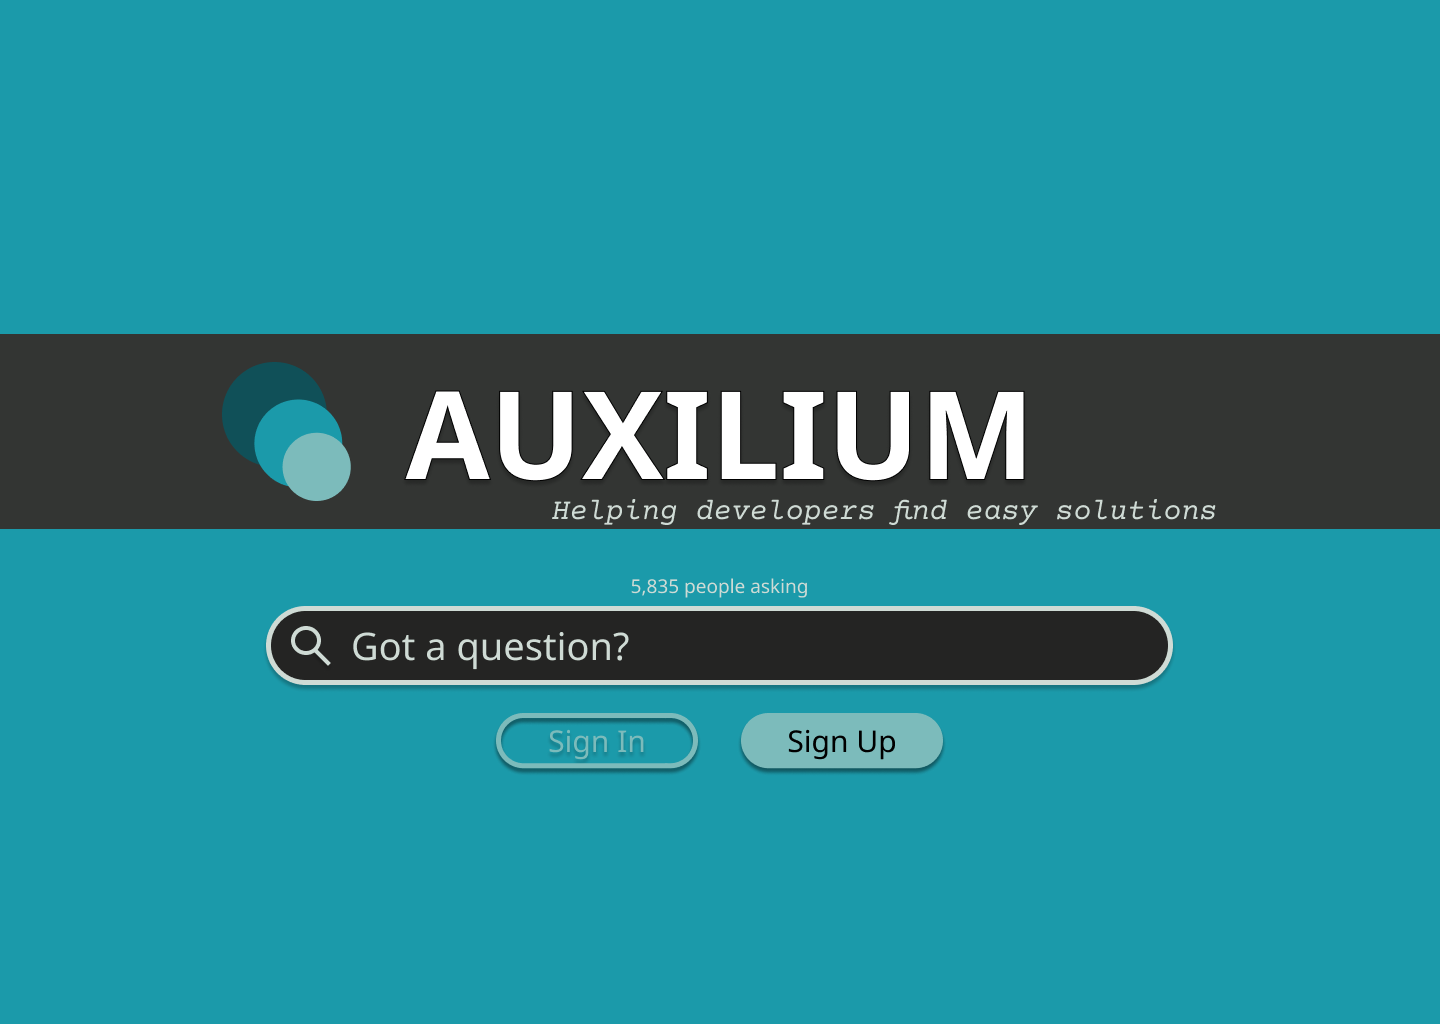 AUXILIUM
Helping developers find easy solutions
5,835 people asking
Got a question?
Sign In
Sign Up